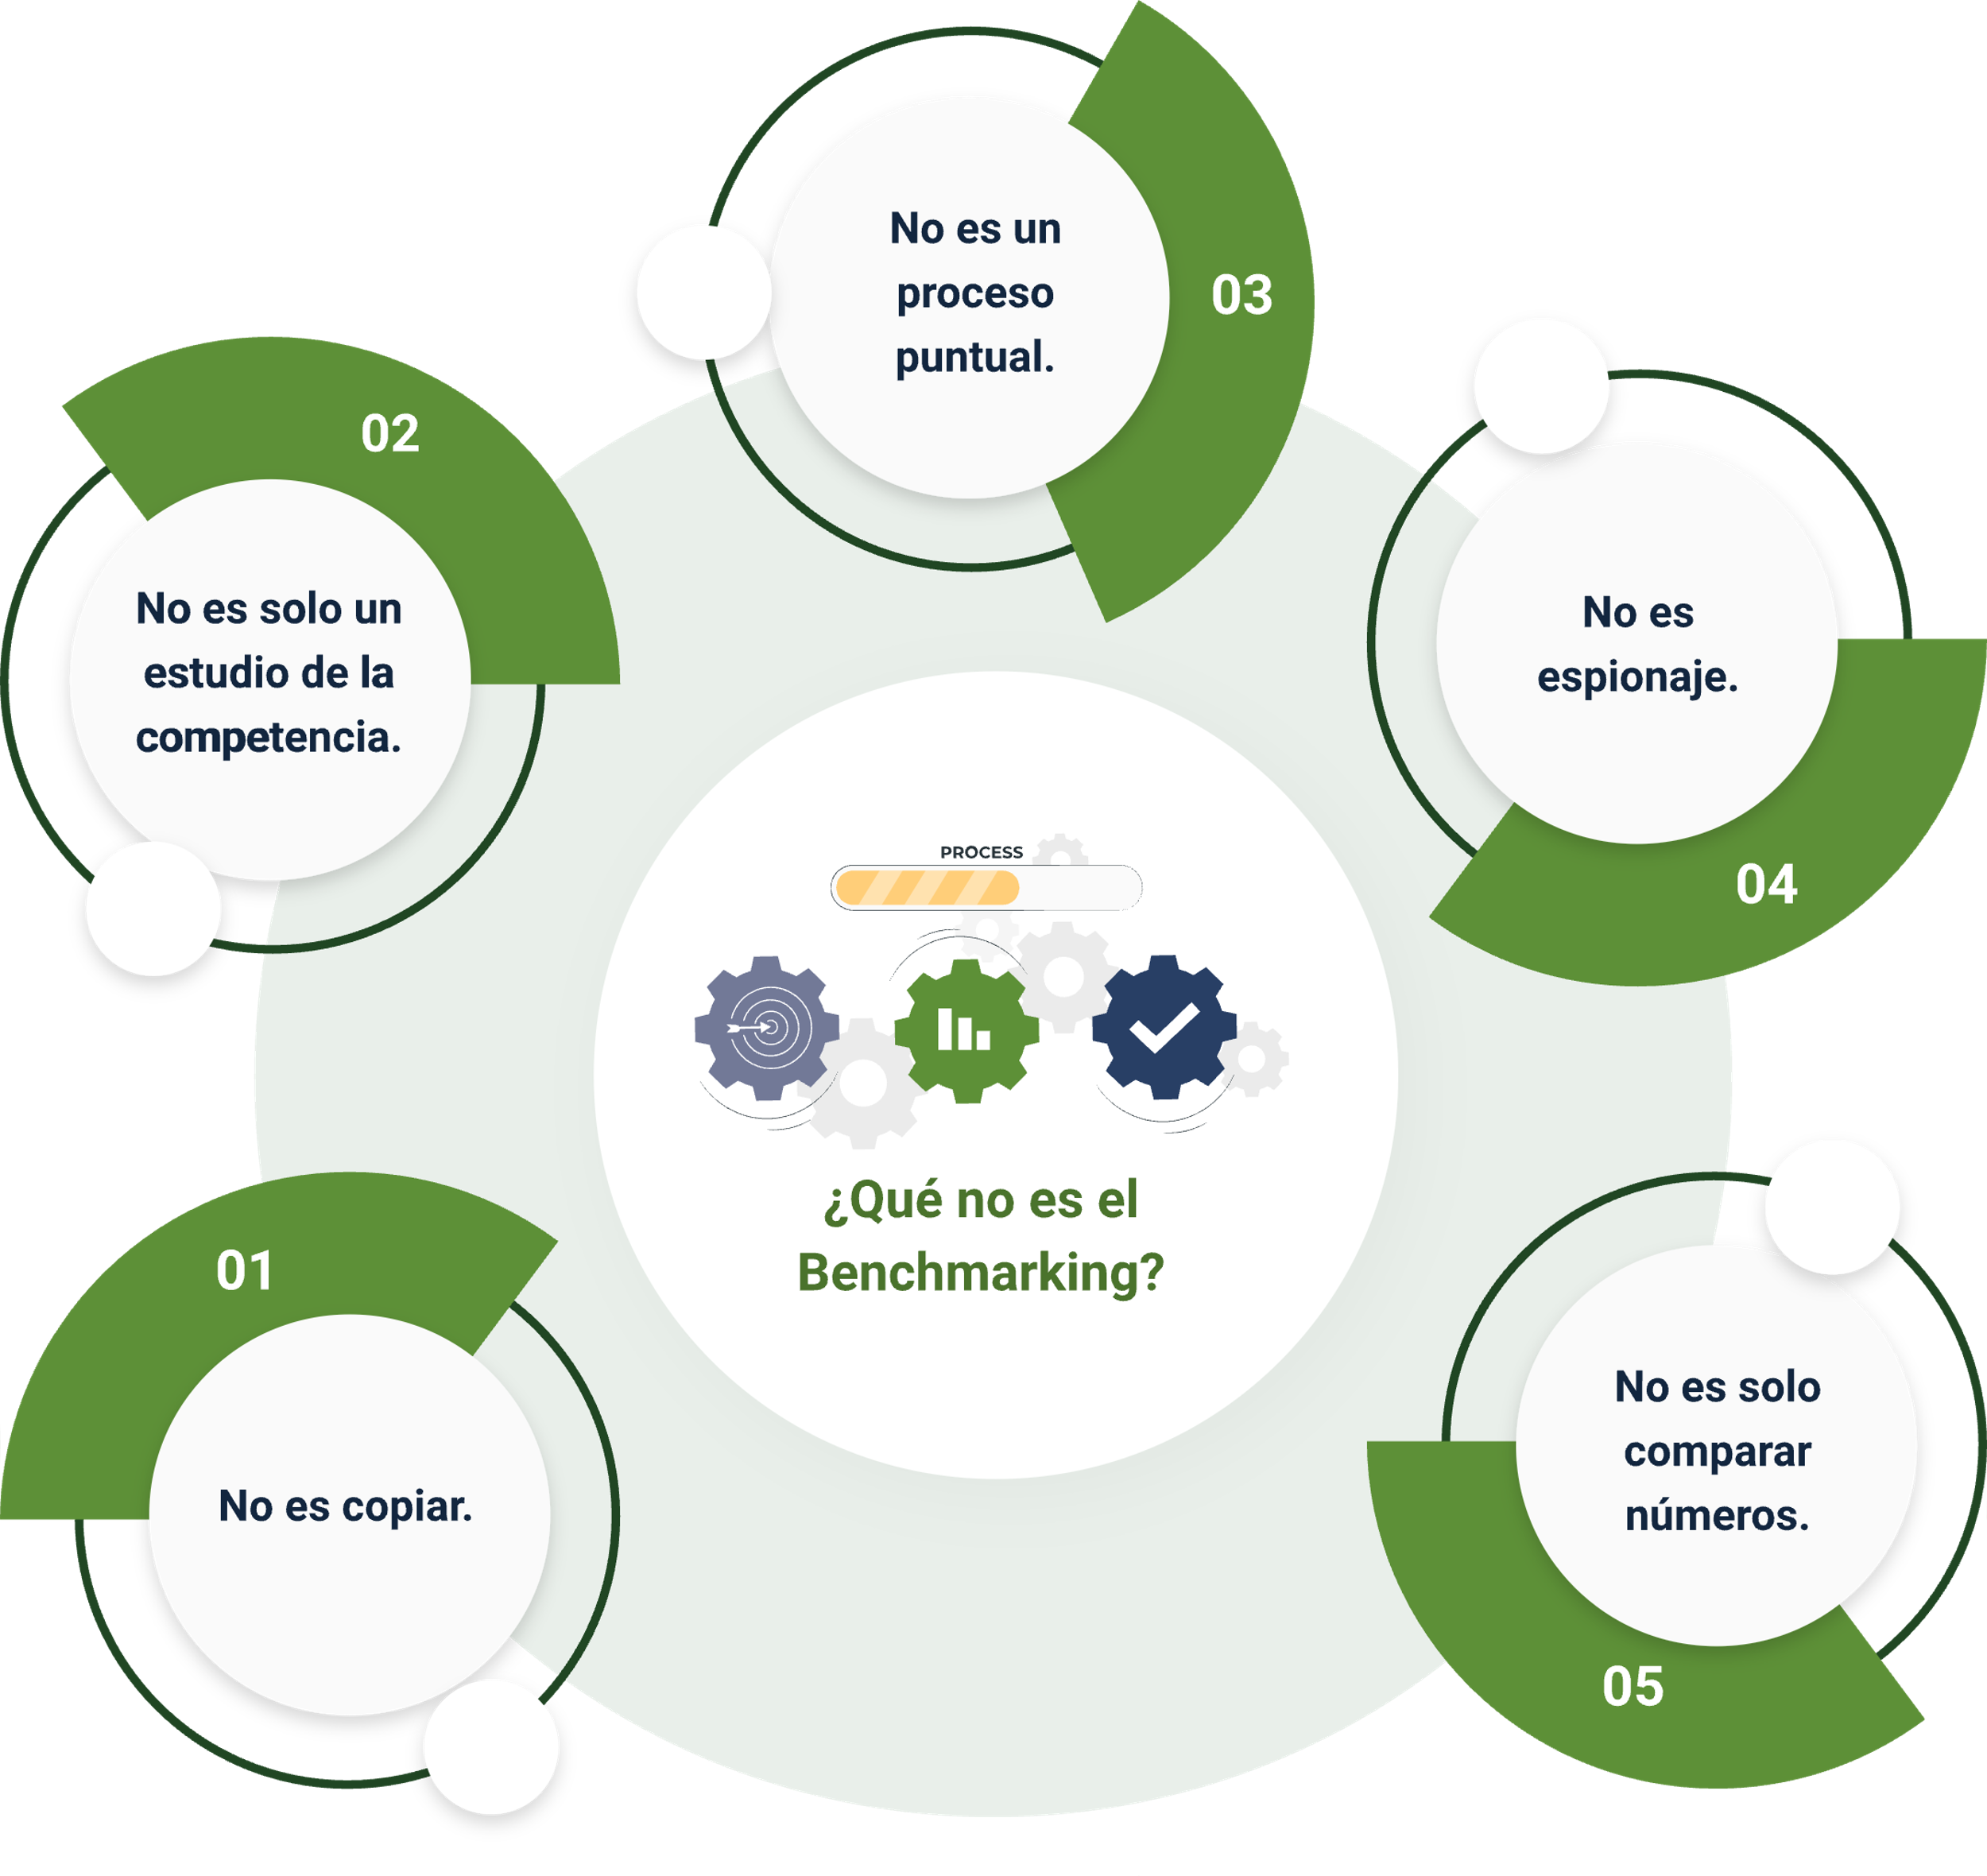 01
No es copiar.
02
No es solo un
estudio de la
competencia.
03
No es un
proceso
puntual.
04
No es
espionaje.
05
No es solo
comparar
números.
PROCESS
¿Qué no es el
Benchmarking?